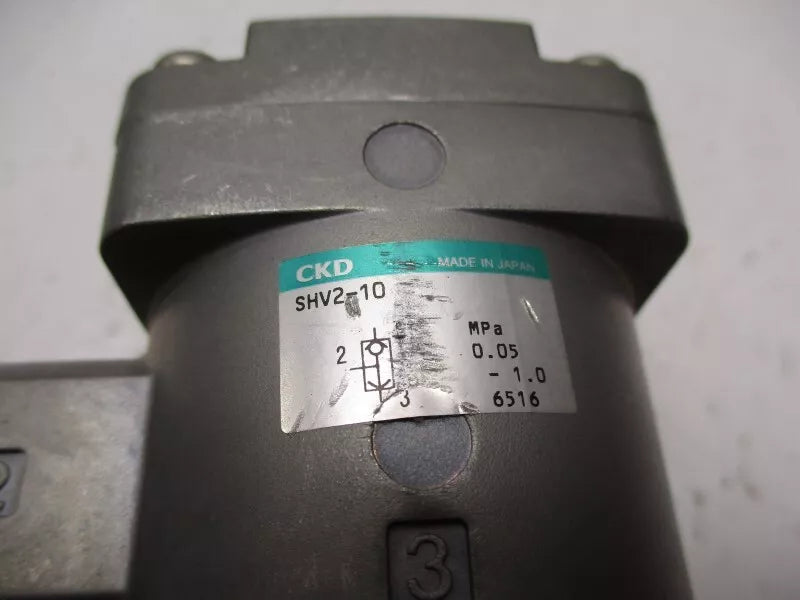 CKD MADE IN JAPAN
SHV2-10
MPa
2 0.05
- 1.0
3 6516
3